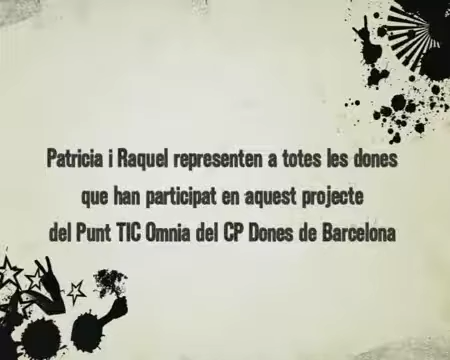 Patricia i Raquel representen a totes les dones
que han participat en aquest projecte
del Punt TIC Omnia del CP Dones de Barcelona